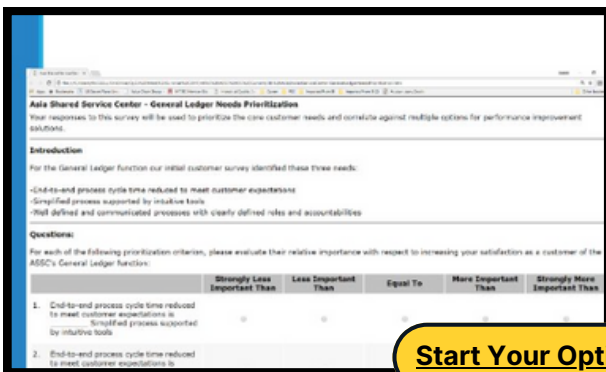 Asia Shared Service Center - General Ledger Needs Prioritization
Your responses to this survey will be used to prioritize the core customer needs and correlate against multiple options for performance improvement
solutions.
Introduction
For the General Ledger function our initial customer survey identified these three needs:
-End-to-end process cycle time reduced to meet customer expectations
-Simplified process supported by intuitive tools
-Well defined and communicated processes with clearly defined roles and accountabilities
Questions:
For each of the following prioritization criterion, please evaluate their relative importance with respect to increasing your satisfaction as a customer of the
ASSC's General Ledger function:
Strongly Less Important Than
Less Important Than
Equal To
More Important Than
Strongly More Important Than
1. End-to-end process cycle time reduced
to meet customer expectations is
Simplified process supported
by intuitive tools
2. End-to-end process cycle time reduced
to meet customer expectations is
Start Your Opt